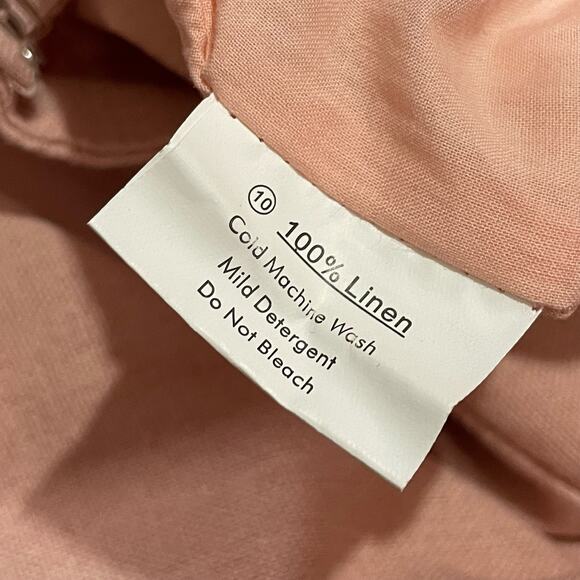 10 100% Linen
Cold Machine Wash
Mild Detergent
Do Not Bleach